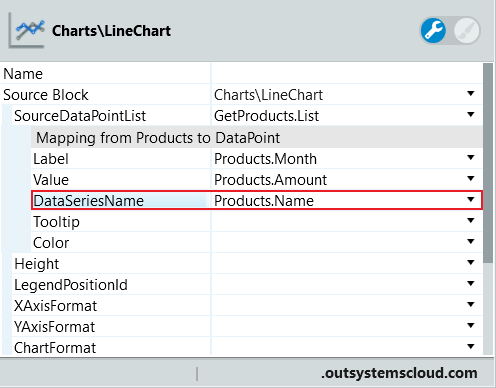 Charts\LineChart
Name
Source Block Charts\LineChart
SourceDataPointList GetProducts.List
Mapping from Products to DataPoint
Label Products.Month
Value Products.Amount
DataSeriesName Products.Name
Tooltip
Color
Height
LegendPositionId
XAxisFormat
YAxisFormat
ChartFormat
.outsystemscloud.com